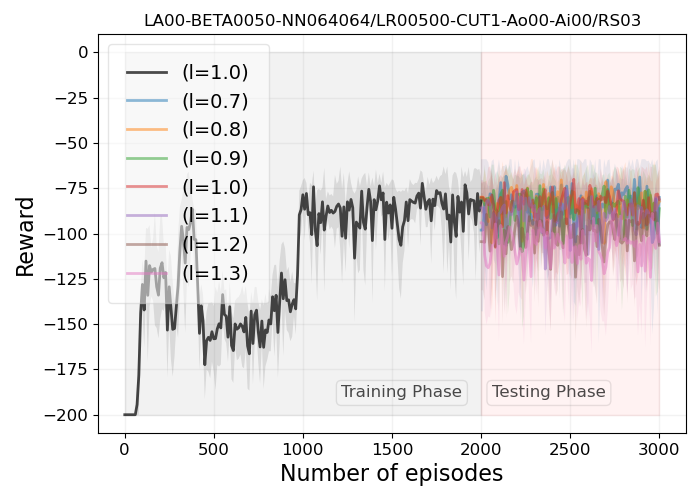 LA00-BETA0050-NN064064/LR00500-CUT1-Ao00-Ai00/RS03
0
−25
−50
−75
−100
−125
−150
−175
−200
Reward
(l=1.0)
(l=0.7)
(l=0.8)
(l=0.9)
(l=1.0)
(l=1.1)
(l=1.2)
(l=1.3)
Training Phase
Testing Phase
0
500
1000
1500
2000
2500
3000
Number of episodes